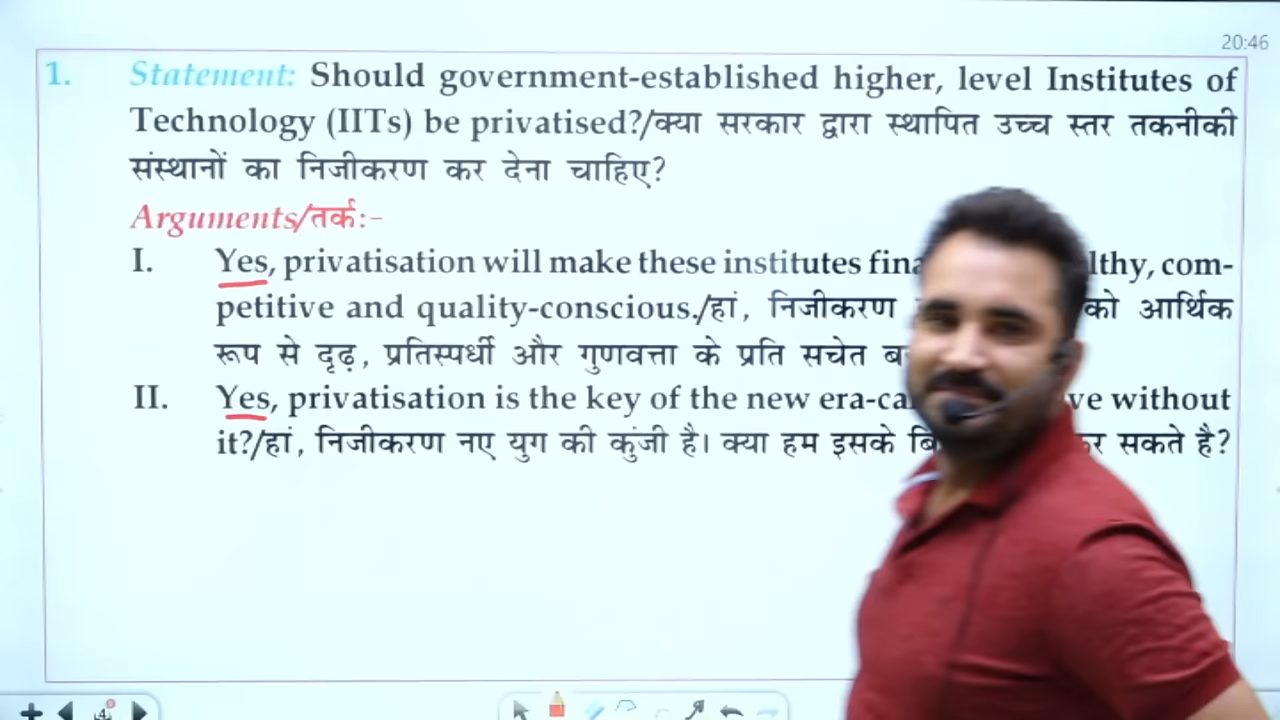 20:46
1. Statement: Should government-established higher, level Institutes of
Technology (IITs) be privatised?/क्या सरकार द्वारा स्थापित उच्च स्तर तकनीकी
संस्थानों का निजीकरण कर देना चाहिए?
Arguments/तर्क:-
I. Yes, privatisation will make these institutes fina lthy, com-
petitive and quality-conscious./हां, निजीकरण को आर्थिक
रूप से दृढ़, प्रतिस्पर्धी और गुणवत्ता के प्रति सचेत ब
II. Yes, privatisation is the key of the new era-ca ve without
it?/हां, निजीकरण नए युग की कुंजी है। क्या हम इसके बि र सकते है?